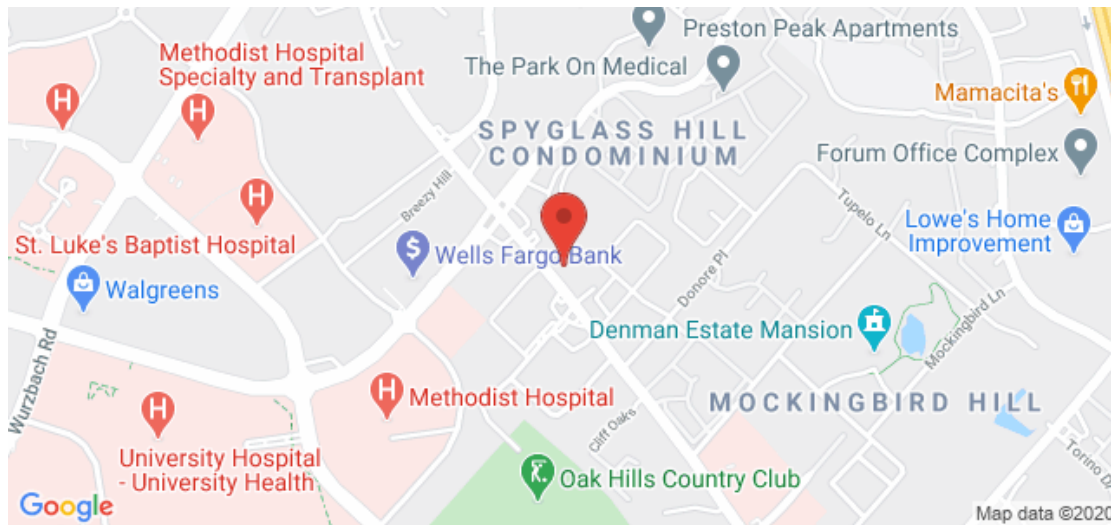 Preston Peak Apartments
Methodist Hospital
Specialty and Transplant
The Park On Medical
Mamacita's
SPYGLASS HILL
CONDOMINIUM
Forum Office Complex
Breezy Hill
Tupelo Ln
St. Luke's Baptist Hospital
Wells Fargo Bank
Lowe's Home
Improvement
Donore Pl
Walgreens
Denman Estate Mansion
Mockingbird Ln
Wurzbach Rd
Methodist Hospital
MOCKINGBIRD HILL
Cliff Oaks
University Hospital
- University Health
Oak Hills Country Club
Torino D
Google
Map data ©2020